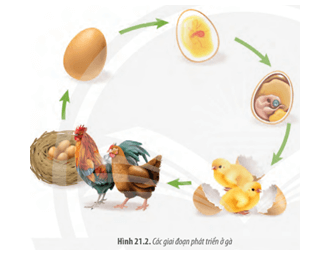 Hình 21.2. Các giai đoạn phát triển ở gà